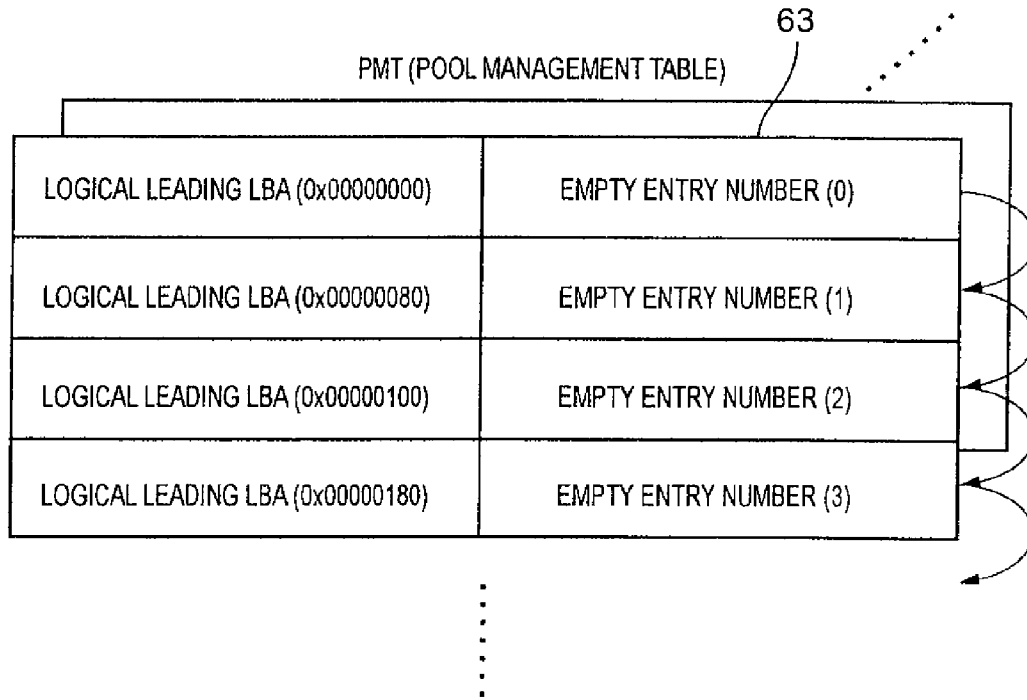 63
PMT (POOL MANAGEMENT TABLE)
LOGICAL LEADING LBA (0x00000000) EMPTY ENTRY NUMBER (0)
LOGICAL LEADING LBA (0x00000080) EMPTY ENTRY NUMBER (1)
LOGICAL LEADING LBA (0x00000100) EMPTY ENTRY NUMBER (2)
LOGICAL LEADING LBA (0x00000180) EMPTY ENTRY NUMBER (3)